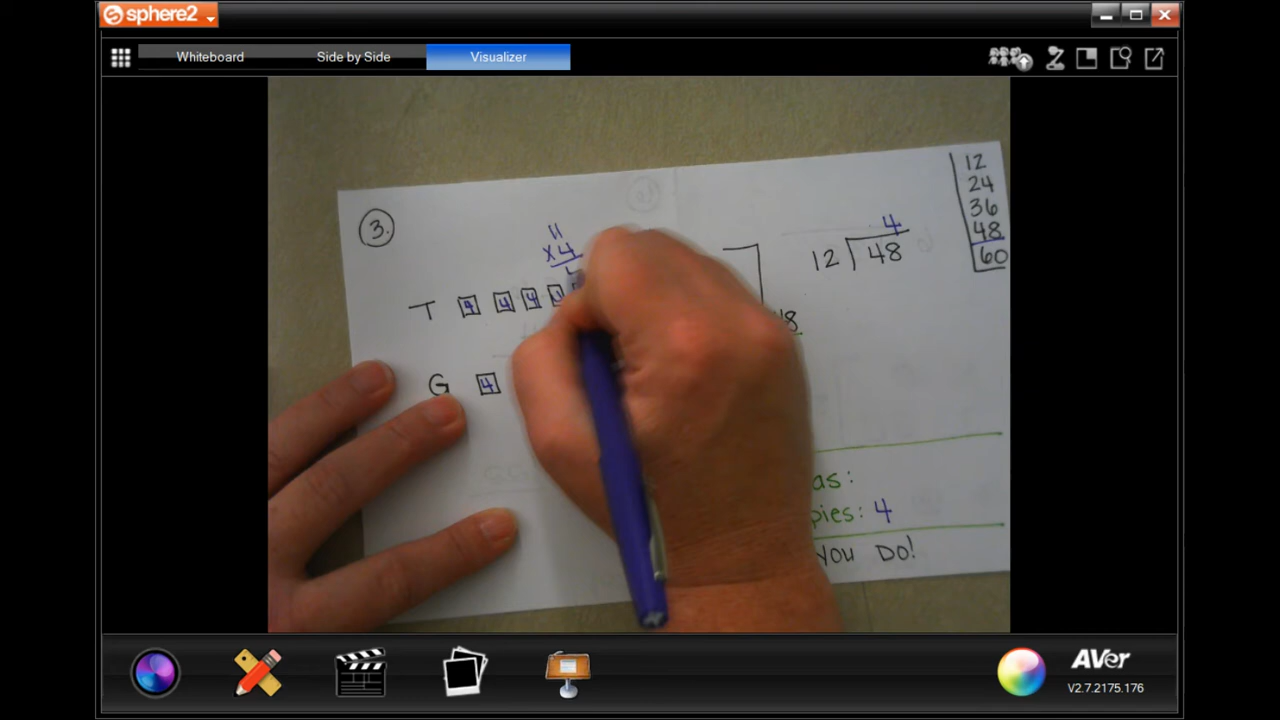 sphere2
Whiteboard
Side by Side
Visualizer
3.
11
×4
T 4 4 4
G 4
48
4
12 48
12
24
36
48
60
as:
pies: 4
You Do!
AVer
V2.7.2175.176